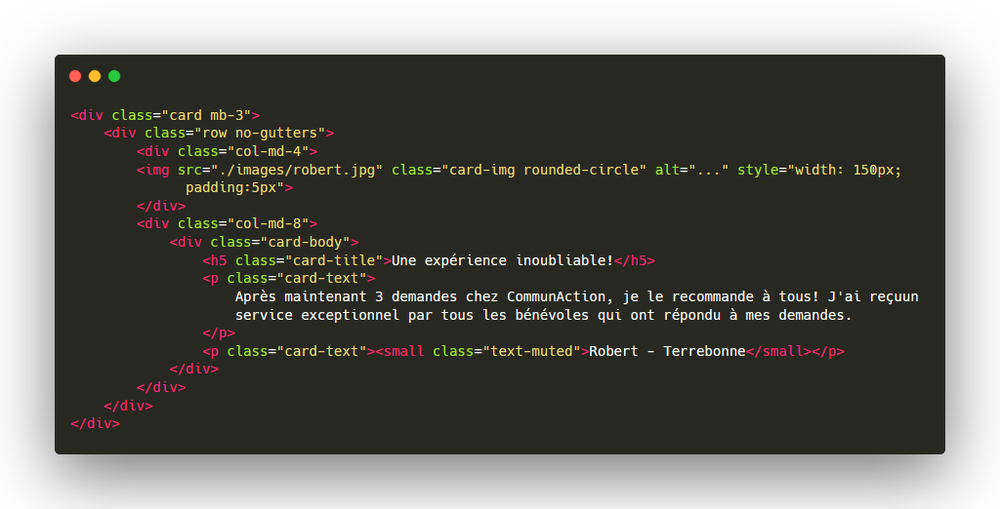 <div class="card mb-3">
    <div class="row no-gutters">
        <div class="col-md-4">
        <img src="./images/robert.jpg" class="card-img rounded-circle" alt="..." style="width: 150px;
              padding:5px">
        </div>
        <div class="col-md-8">
            <div class="card-body">
                <h5 class="card-title">Une expérience inoubliable!</h5>
                <p class="card-text">
                    Après maintenant 3 demandes chez CommunAction, je le recommande à tous! J'ai reçuun
                    service exceptionnel par tous les bénévoles qui ont répondu à mes demandes.
                </p>
                <p class="card-text"><small class="text-muted">Robert - Terrebonne</small></p>
            </div>
        </div>
    </div>
</div>